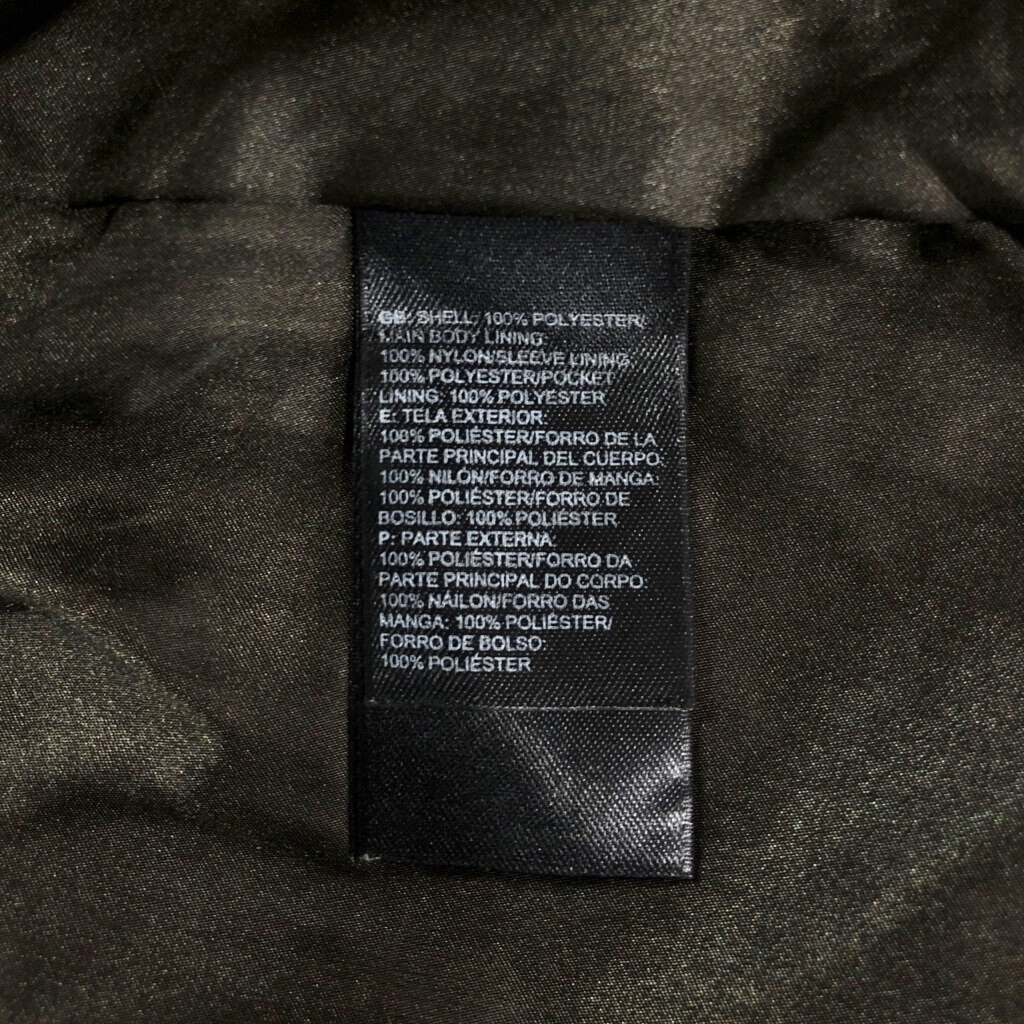 GB: SHELL: 100% POLYESTER/
MAIN BODY LINING:
100% NYLON/SLEEVE LINING:
100% POLYESTER/POCKET
LINING: 100% POLYESTER
E: TELA EXTERIOR:
100% POLIÉSTER/FORRO DE LA
PARTE PRINCIPAL DEL CUERPO:
100% NILÓN/FORRO DE MANGA:
100% POLIÉSTER/FORRO DE
BOSILLO: 100% POLIÉSTER
P: PARTE EXTERNA:
100% POLIÉSTER/FORRO DA
PARTE PRINCIPAL DO CORPO:
100% NÁILON/FORRO DAS
MANGA: 100% POLIÉSTER/
FORRO DE BOLSO:
100% POLIÉSTER